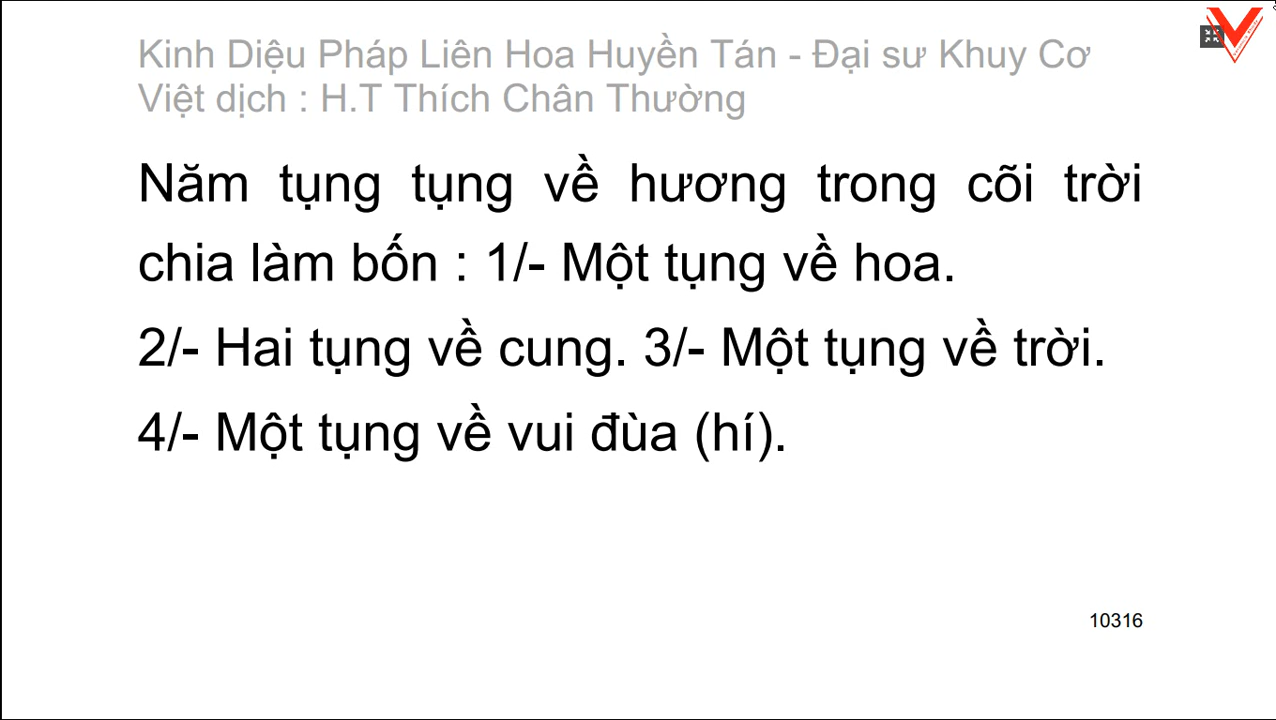 Kinh Diệu Pháp Liên Hoa Huyền Tán - Đại sư Khuy Cơ
Việt dịch : H.T Thích Chân Thường
Năm tụng tụng về hương trong cõi trời
chia làm bốn : 1/- Một tụng về hoa.
2/- Hai tụng về cung. 3/- Một tụng về trời.
4/- Một tụng về vui đùa (hí).
10316